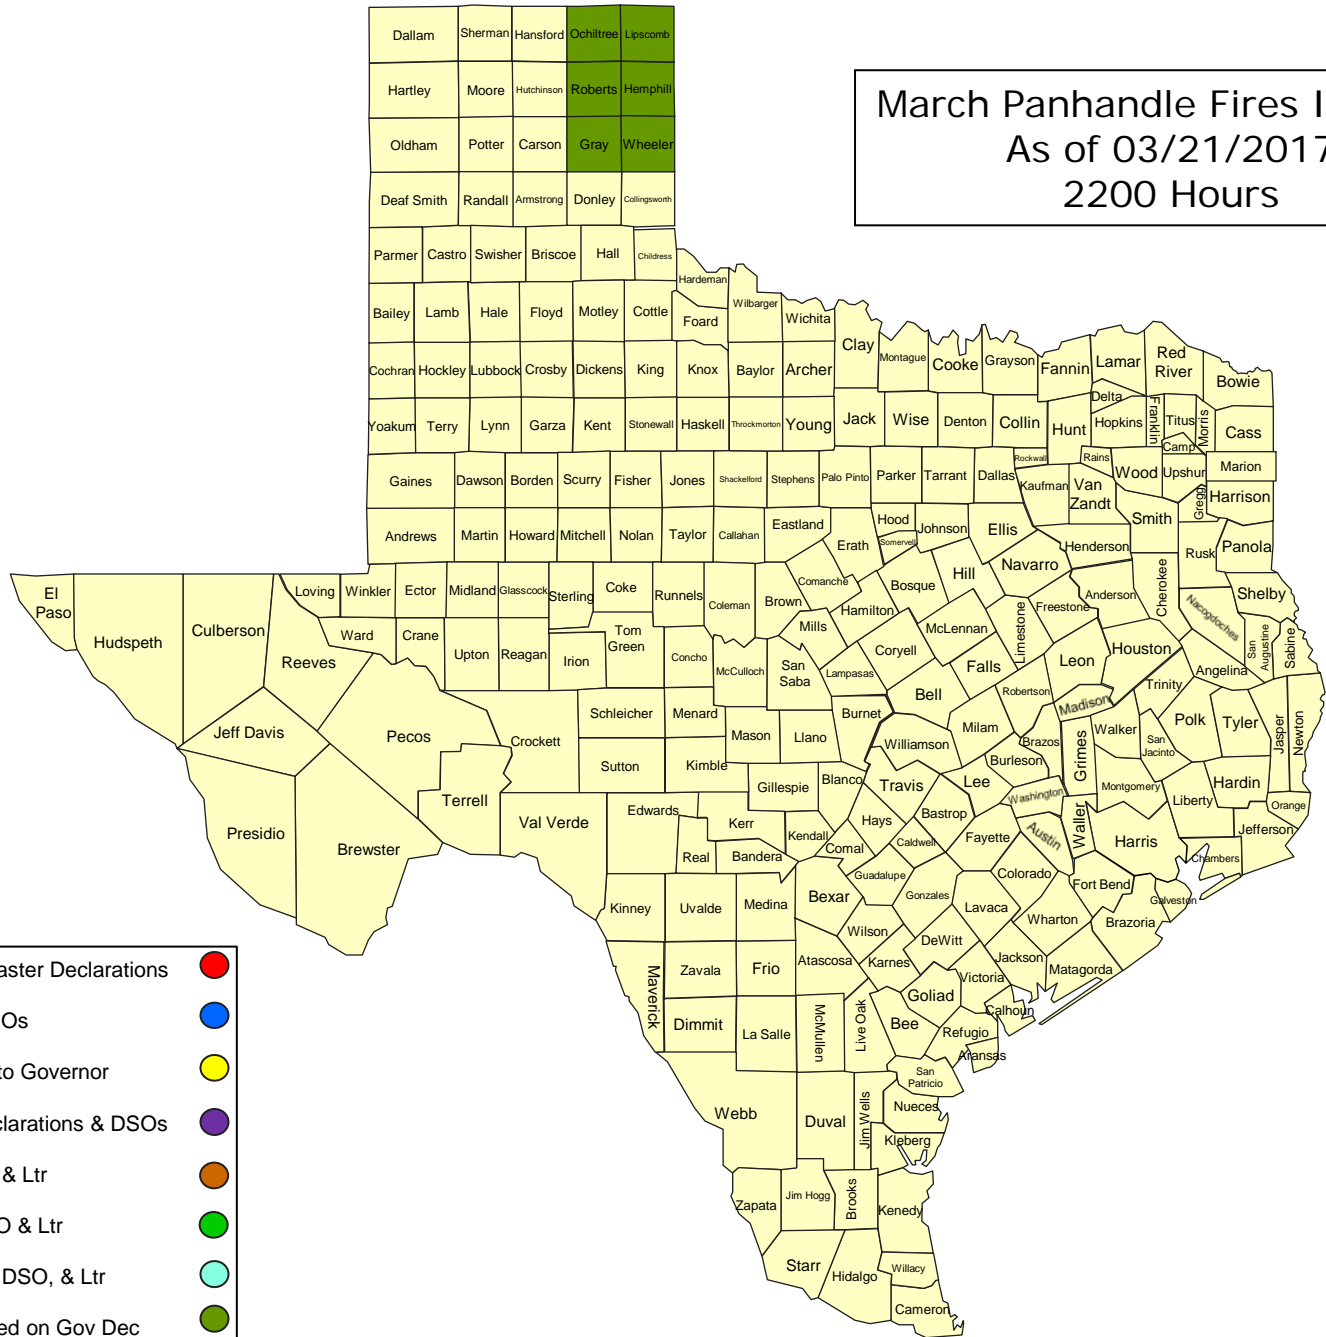 Dallam Sherman Hansford Ochiltree Lipscomb
Hartley Moore Hutchinson Roberts Hemphill
Oldham Potter Carson Gray Wheeler
Deaf Smith Randall Armstrong Donley Collingsworth
Parmer Castro Swisher Briscoe Hall Childress
March Panhandle Fires I
As of 03/21/2017
2200 Hours
Hardeman
Bailey Lamb Hale Floyd Motley Cottle Foard Wilbarger Wichita
Clay Montague Cooke Grayson Fannin Lamar Red
River Bowie
Cochran Hockley Lubbock Crosby Dickens King Knox Baylor Archer
Delta
Yoakum Terry Lynn Garza Kent Stonewall Haskell Throckmorton Young Jack Wise Denton Collin Hunt Hopkins Franklin Titus Morris Cass
Camp
Gaines Dawson Borden Scurry Fisher Jones Shackelford Stephens Palo Pinto Parker Tarrant Dallas Rockwall Kaufman Rains Van
Zandt Wood Upshur Marion
Gregg Harrison
Andrews Martin Howard Mitchell Nolan Taylor Callahan Eastland Erath Hood Somervell Johnson Ellis Henderson Smith Rusk Panola
El
Paso Hudspeth Culberson Loving Winkler Ector Midland Glasscock Sterling Coke Runnels Coleman Brown Comanche Hamilton Bosque Hill Navarro Freestone Anderson Cherokee Nacogdoches Shelby
Reeves Ward Crane Upton Reagan Irion Tom
Green Concho McCulloch San
Saba Mills Lampasas Coryell McLennan Limestone Falls Leon Houston Angelina San
Augustine Sabine
Jeff Davis Pecos Crockett Schleicher Menard Mason Llano Burnet Bell Milam Robertson Madison Trinity
Sutton Kimble Gillespie Blanco Williamson Burleson Brazos Grimes Walker San
Jacinto Polk Tyler Jasper Newton
Presidio Brewster Terrell Val Verde Edwards Kerr Kendall Travis Lee Washington Montgomery Liberty Hardin Orange
Real Bandera Comal Hays Caldwell Bastrop Fayette Austin Waller Harris Chambers Jefferson
Kinney Uvalde Medina Bexar Guadalupe Gonzales Lavaca Colorado Fort Bend Galveston
Wilson DeWitt Wharton Brazoria
Maverick Zavala Frio Atascosa Karnes Goliad Victoria Jackson Matagorda
Dimmit La Salle McMullen Live Oak Bee Refugio Calhoun
Aransas
San
Patricio
Webb Duval Jim Wells Nueces
Kleberg
Zapata Jim Hogg Brooks Kenedy
Starr Hidalgo Willacy
Cameron
aster Declarations
Os
to Governor
clarations & DSOs
& Ltr
O & Ltr
DSO, & Ltr
ed on Gov Dec